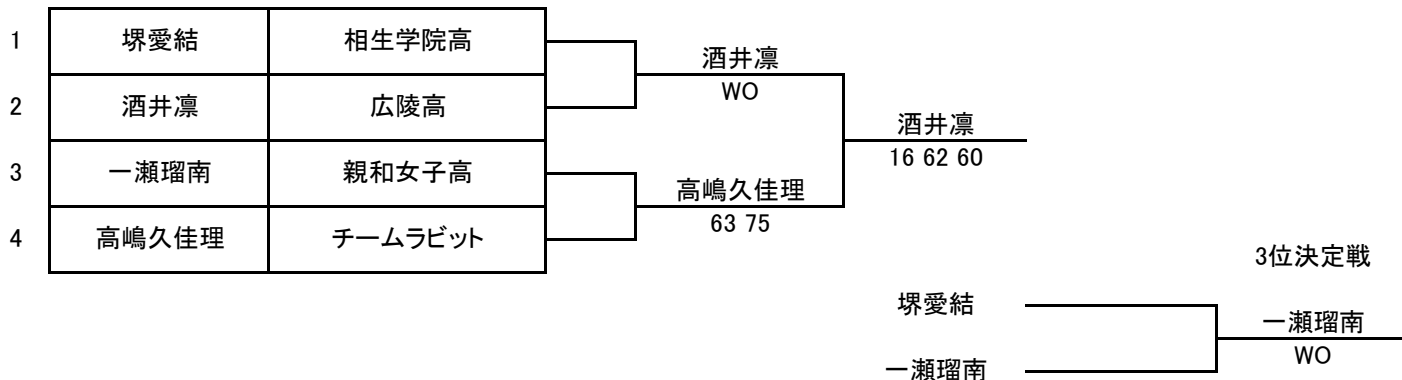 1 堺愛結 相生学院高
酒井凛
WO
2 酒井凛 広陵高
酒井凛
16 62 60
3 一瀬瑠南 親和女子高
高嶋久佳理
63 75
4 高嶋久佳理 チームラビット
3位決定戦
堺愛結
一瀬瑠南
WO
一瀬瑠南